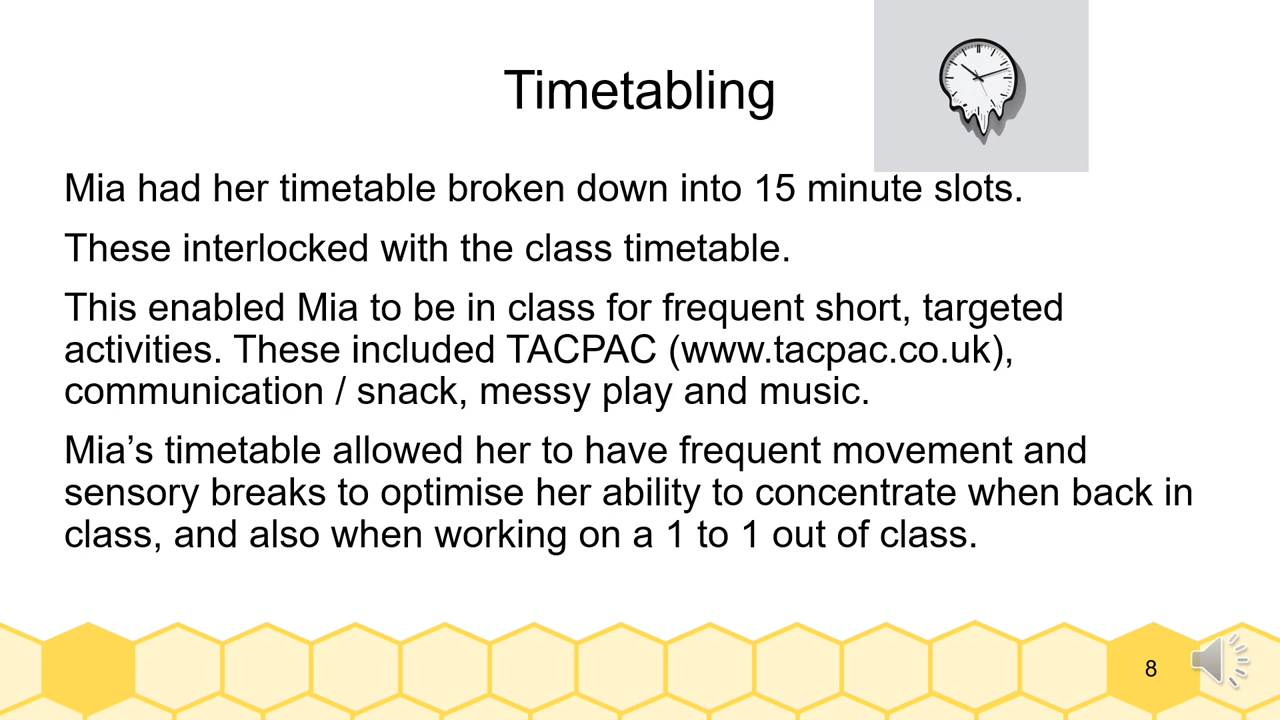 Timetabling
Mia had her timetable broken down into 15 minute slots.
These interlocked with the class timetable.
This enabled Mia to be in class for frequent short, targeted
activities. These included TACPAC (www.tacpac.co.uk),
communication / snack, messy play and music.
Mia’s timetable allowed her to have frequent movement and
sensory breaks to optimise her ability to concentrate when back in
class, and also when working on a 1 to 1 out of class.
8